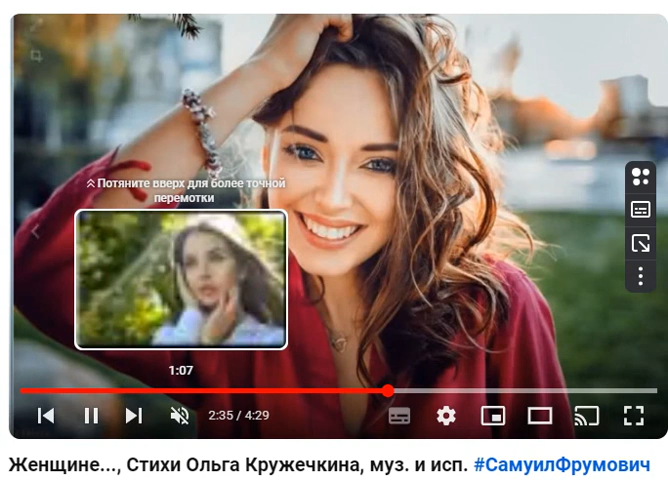 Потяните вверх для более точной
перемотки
1:07
2:35 / 4:29
Женщине..., Стихи Ольга Кружечкина, муз. и исп. #СамуилФрумович